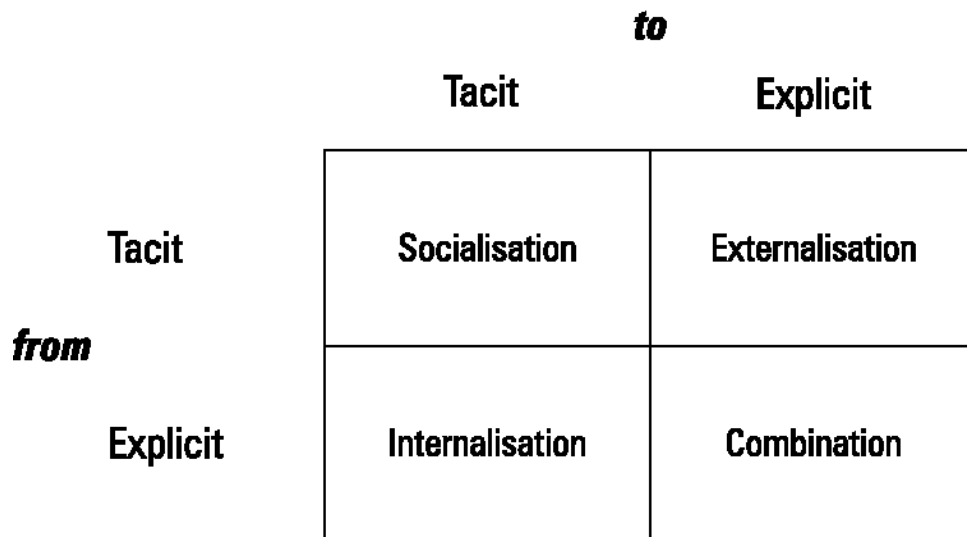 to
Tacit Explicit
Tacit Socialisation Externalisation
from
Explicit Internalisation Combination